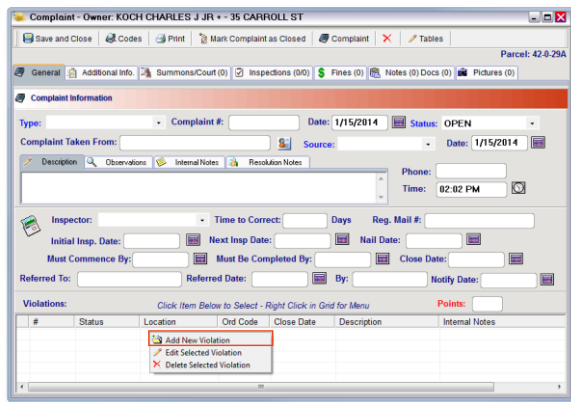 Complaint - Owner: KOCH CHARLES J JR • - 35 CARROLL ST
Save and Close Codes Print Mark Complaint as Closed Complaint Tables
Parcel: 42-0-29A
General Additional Info. Summons/Court (0) Inspections (0/0) Fines (0) Notes (0) Docs (0) Pictures (0)
Complaint Information
Type: Complaint #: Date: 1/15/2014 Status: OPEN
Complaint Taken From: Source: Date: 1/15/2014
Description Observations Internal Notes Resolution Notes
Phone:
Time: 02:02 PM
Inspector: Time to Correct: Days Reg. Mail #:
Initial Insp. Date: Next Insp Date: Nail Date:
Must Commence By: Must Be Completed By: Close Date:
Referred To: Referred Date: By: Notify Date:
Violations: Click Item Below to Select - Right Click in Grid for Menu Points:
# Status Location Ord Code Close Date Description Internal Notes
Add New Violation
Edit Selected Violation
Delete Selected Violation